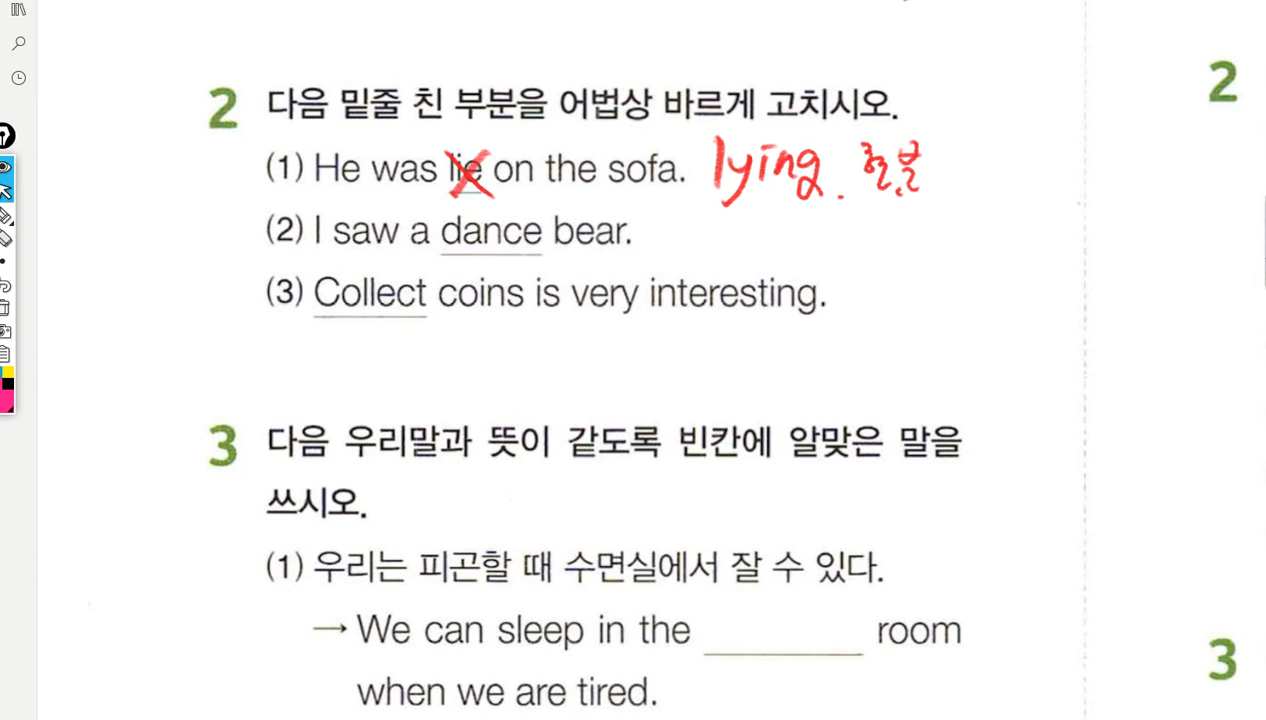 2 다음 밑줄 친 부분을 어법상 바르게 고치시오.
(1) He was lie on the sofa. lying. 현분
(2) I saw a dance bear.
(3) Collect coins is very interesting.
3 다음 우리말과 뜻이 같도록 빈칸에 알맞은 말을
쓰시오.
(1) 우리는 피곤할 때 수면실에서 잘 수 있다.
→ We can sleep in the ________ room
when we are tired.
2
3